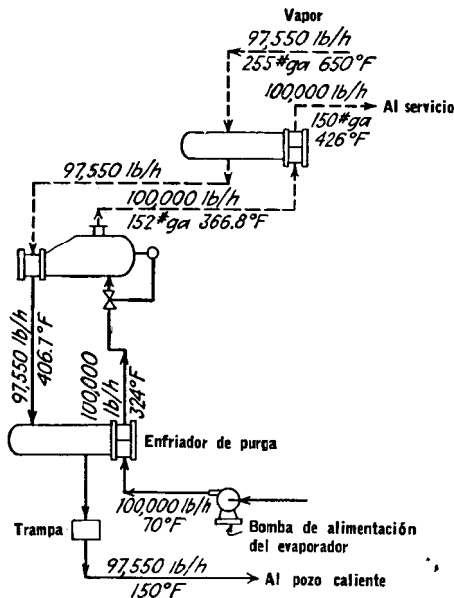 Vapor
97,550 lb/h
255#ga 650°F
100,000 lb/h
Al servicio
150#ga
426°F
97,550 lb/h
100,000 lb/h
152#ga 366.8°F
97,550 lb/h
406.7°F
100,000
lb/h
324°F
Enfriador de purga
100,000 lb/h
70°F
Bomba de alimentación
del evaporador
Trampa
97,550 lb/h
150°F
Al pozo caliente